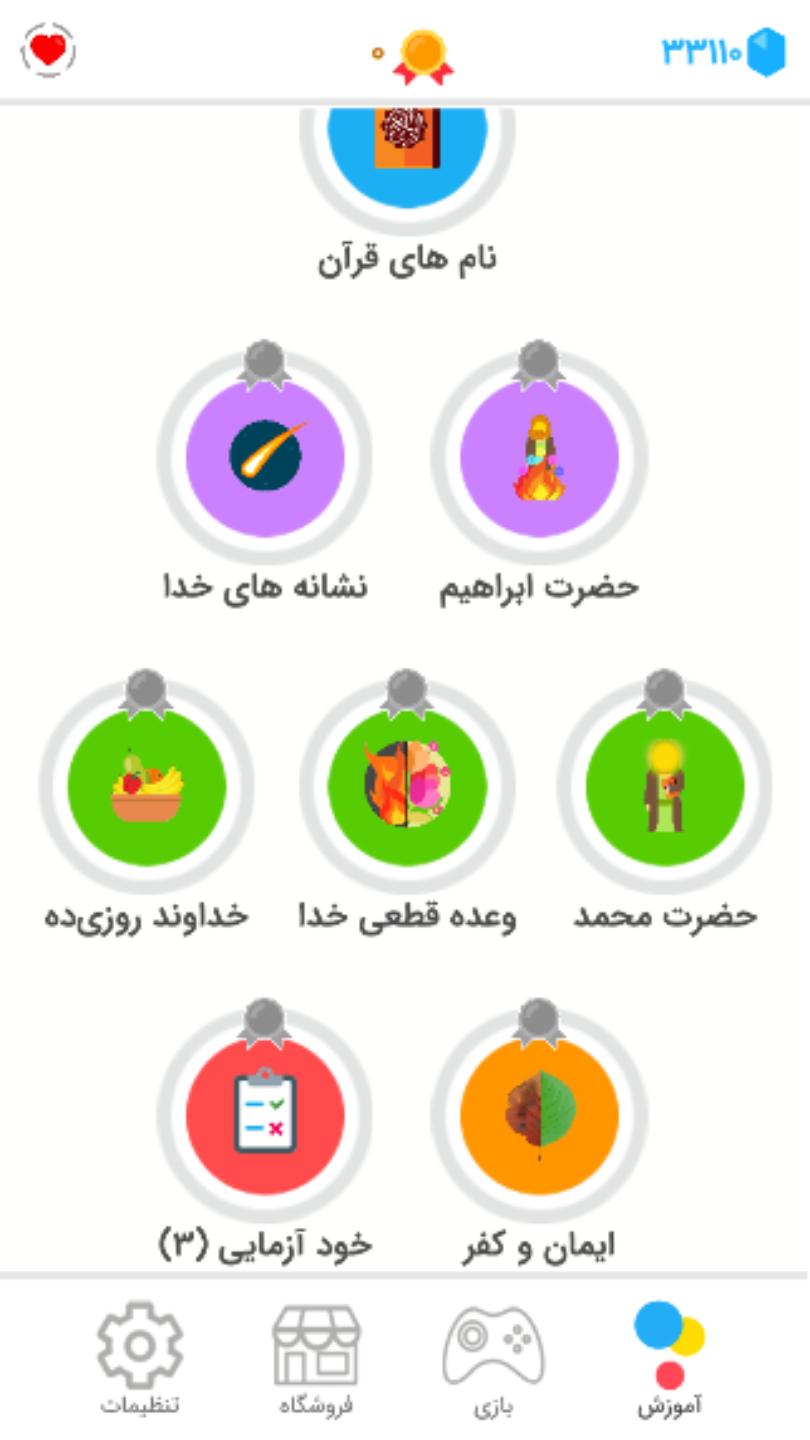 ۳۳۱۱۰
۰
نام های قرآن
حضرت ابراهیم
نشانه های خدا
حضرت محمد
وعده قطعی خدا
خداوند روزی‌ده
ایمان و کفر
خود آزمایی (۳)
آموزش
بازی
فروشگاه
تنظیمات